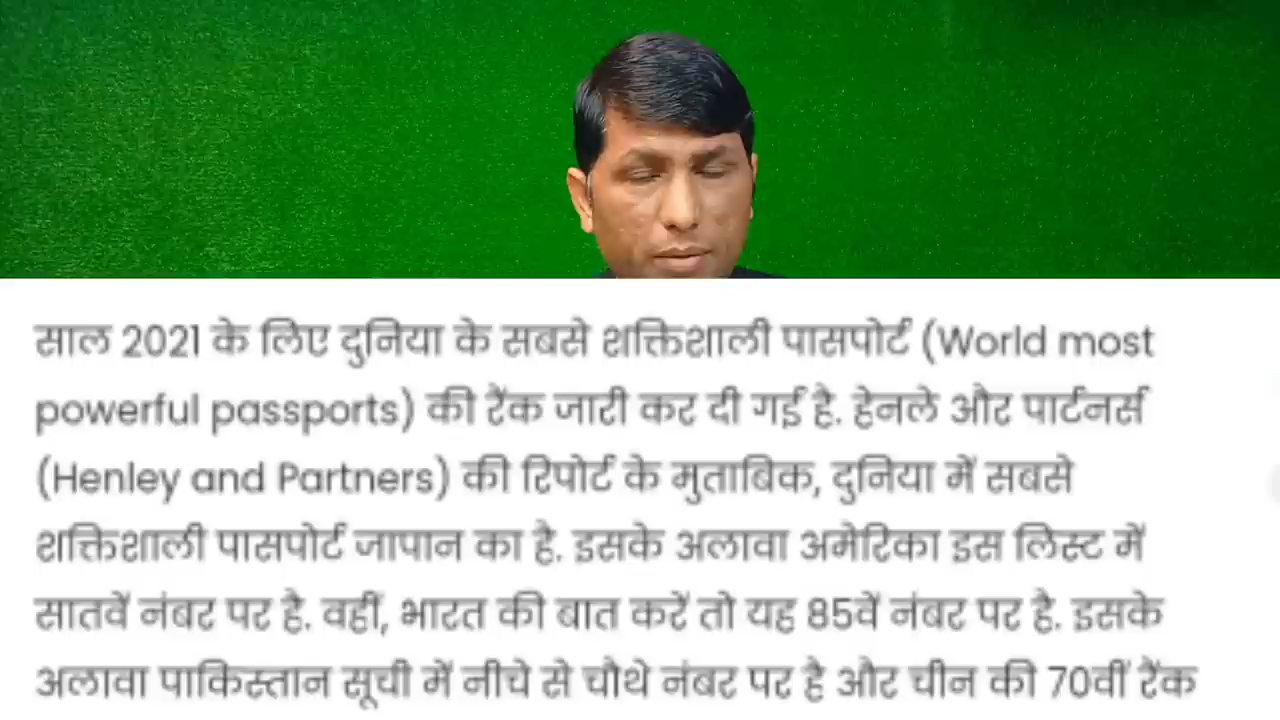 साल 2021 के लिए दुनिया के सबसे शक्तिशाली पासपोर्ट (World most
powerful passports) की रैंक जारी कर दी गई है. हेनले और पार्टनर्स
(Henley and Partners) की रिपोर्ट के मुताबिक, दुनिया में सबसे
शक्तिशाली पासपोर्ट जापान का है. इसके अलावा अमेरिका इस लिस्ट में
सातवें नंबर पर है. वहीं, भारत की बात करें तो यह 85वें नंबर पर है. इसके
अलावा पाकिस्तान सूची में नीचे से चौथे नंबर पर है और चीन की 70वीं रैंक